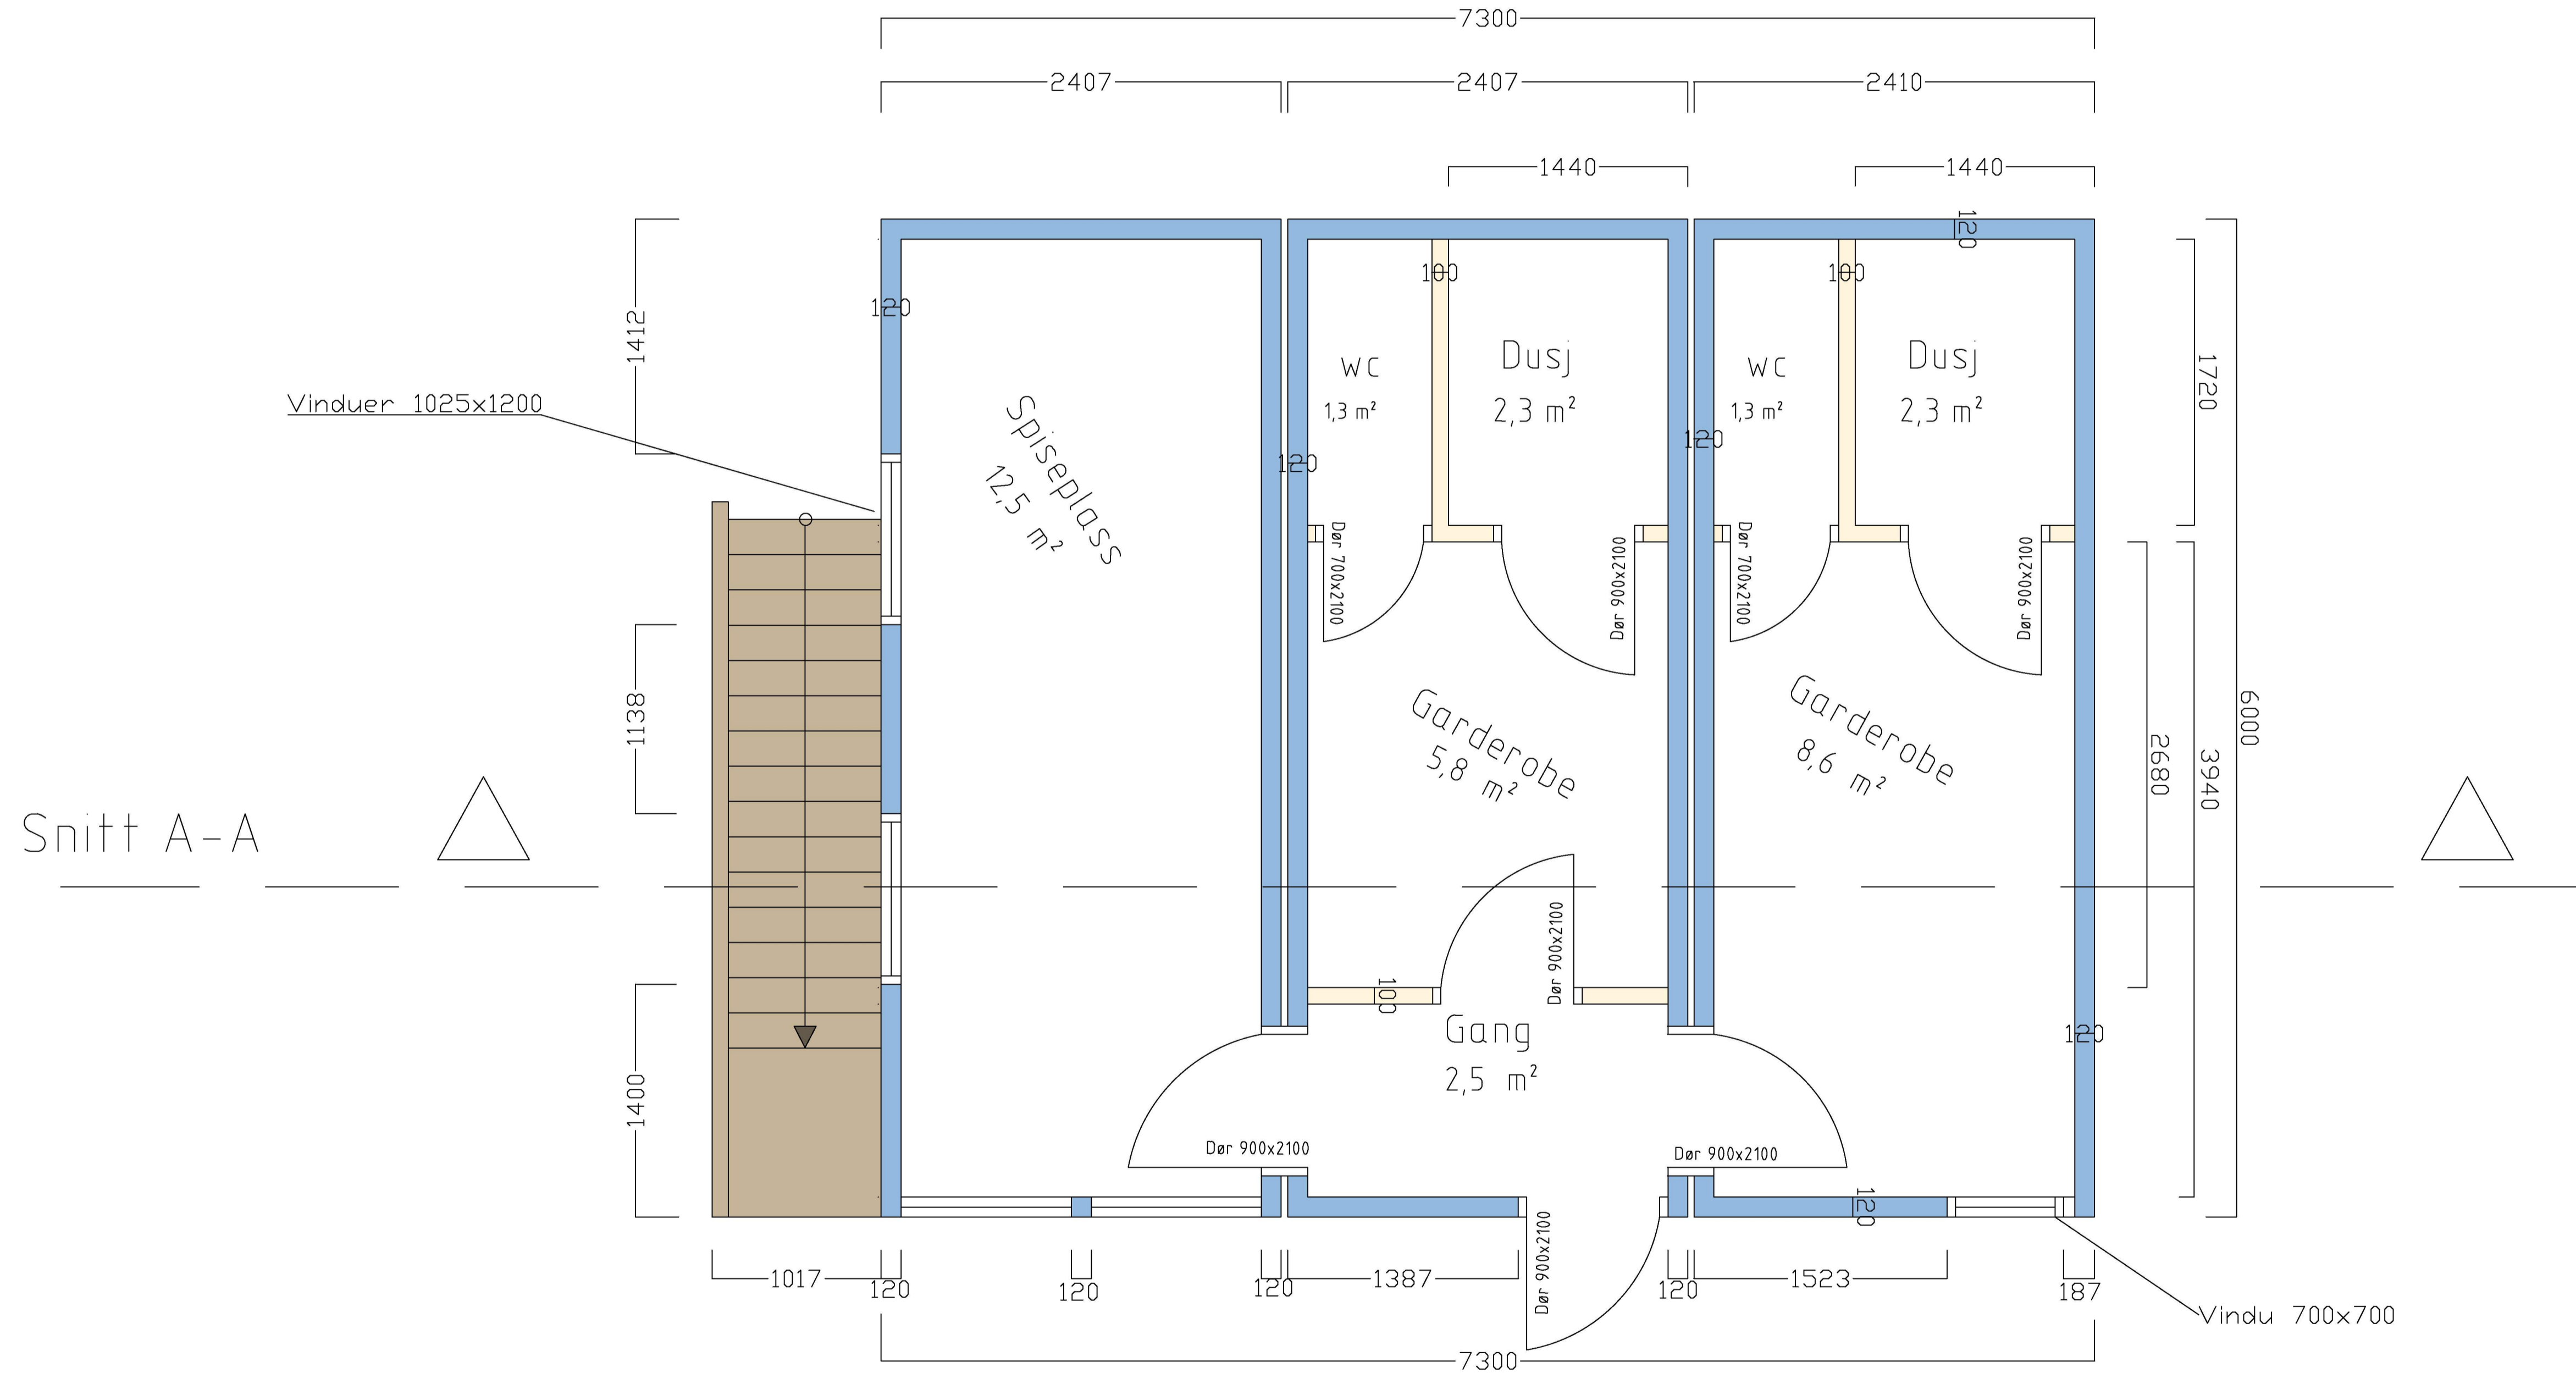 7300
2407
2407
2410
1440
1440
120
100
100
120
1412
Vinduer 1025x1200
Spiseplass
12,5 m²
WC
1,3 m²
Dusj
2,3 m²
WC
1,3 m²
Dusj
2,3 m²
1720
120
120
Dør 700x2100
Dør 900x2100
Dør 700x2100
Dør 900x2100
1138
Garderobe
5,8 m²
Garderobe
8,6 m²
6000
2680
3940
Snitt A-A
Dør 900x2100
100
Gang
2,5 m²
120
1400
Dør 900x2100
Dør 900x2100
120
Dør 900x2100
1017
120
120
120
1387
120
1523
187
Vindu 700x700
7300